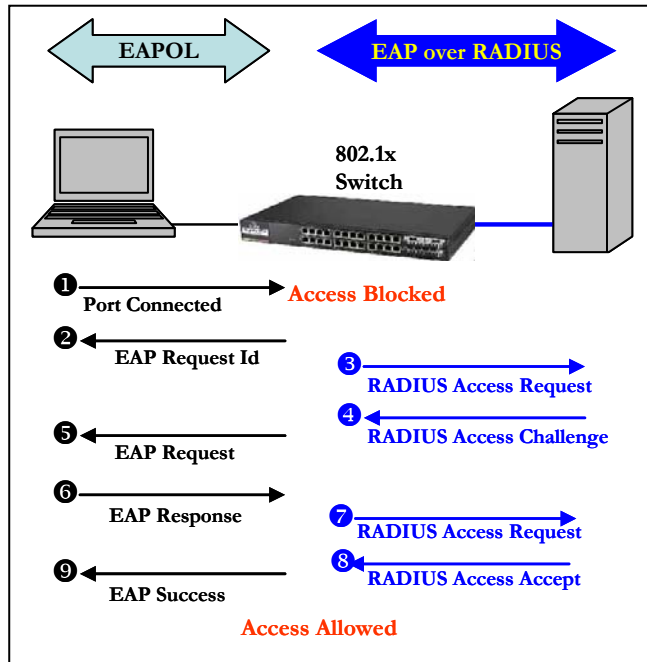 EAPOL
EAP over RADIUS
802.1x
Switch
1
Port Connected
Access Blocked
2
EAP Request Id
3
RADIUS Access Request
4
RADIUS Access Challenge
5
EAP Request
6
EAP Response
7
RADIUS Access Request
8
RADIUS Access Accept
9
EAP Success
Access Allowed